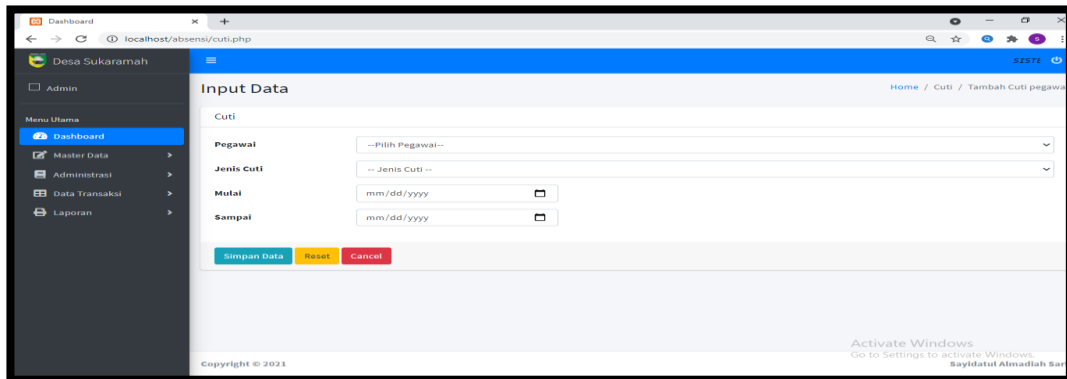 Dashboard
localhost/absensi/cuti.php
Desa Sukaramah
Admin
Menu Utama
Dashboard
Master Data
Administrasi
Data Transaksi
Laporan
Input Data
Home / Cuti / Tambah Cuti pegawa
Cuti
Pegawai
--Pilih Pegawai--
Jenis Cuti
-- Jenis Cuti --
Mulai
mm/dd/yyyy
Sampai
mm/dd/yyyy
Simpan Data Reset Cancel
Activate Windows
Go to Settings to activate Windows.
Copyright © 2021
Sayidatul Almadiah Sar